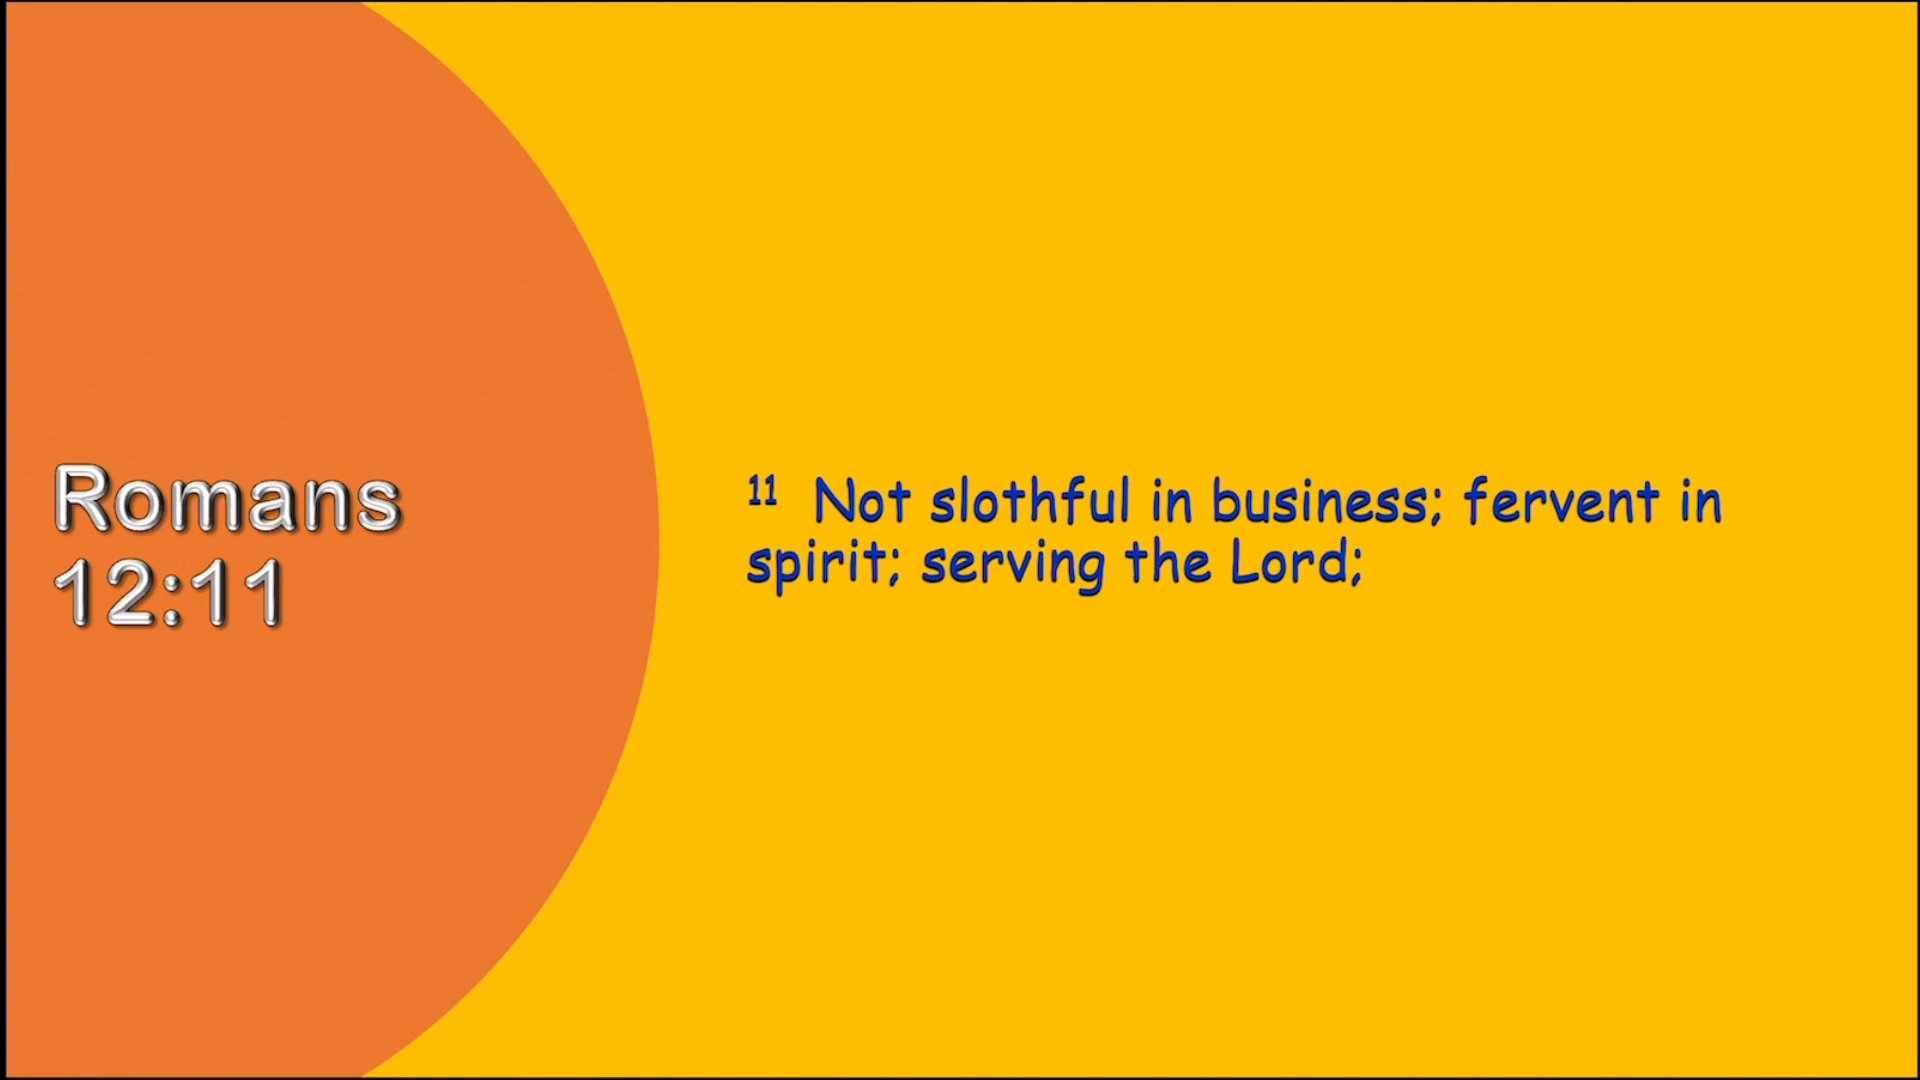 Romans
12:11
11 Not slothful in business; fervent in
spirit; serving the Lord;